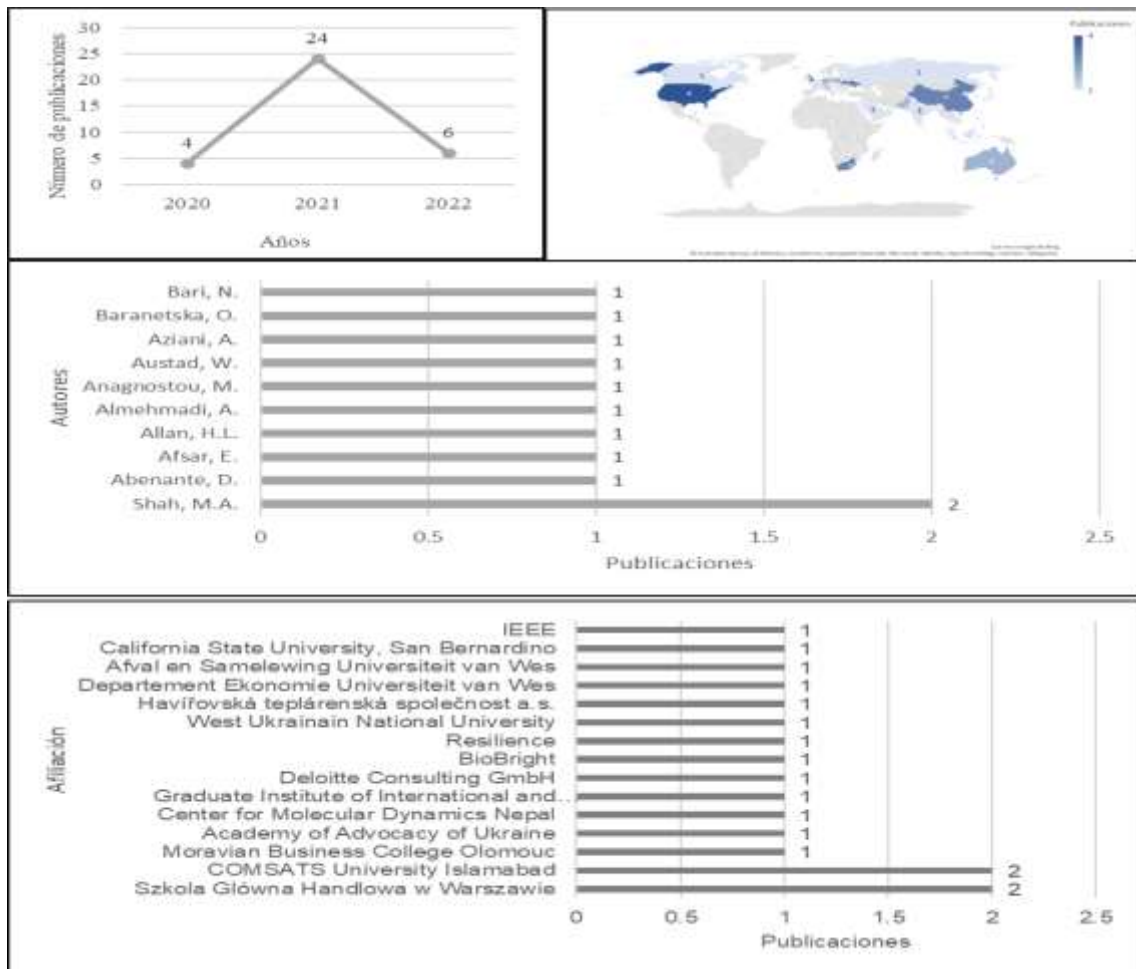 30
25
20
15
10
5
0
4
24
6
2020
2021
2022
Número de publicaciones
Años
Publicaciones
Autores
Bari, N.
1
Baranetska, O.
1
Aziani, A.
1
Austad, W.
1
Anagnostou, M.
1
Almehmadi, A.
1
Allan, H.L.
1
Afsar, E.
1
Abenante, D.
1
Shah, M.A.
2
0 0.5 1 1.5 2 2.5
Publicaciones
Afiliación
IEEE
1
California State University, San Bernardino
1
Afval en Samelewing Universiteit van Wes
1
Departement Ekonomie Universiteit van Wes
1
Havířovská teplárenská společnost a.s.
1
West Ukrainain National University
1
Resilience
1
BioBright
1
Deloitte Consulting GmbH
1
Graduate Institute of International and...
1
Center for Molecular Dynamics Nepal
1
Academy of Advocacy of Ukraine
1
Moravian Business College Olomouc
1
COMSATS University Islamabad
2
Szkola Główna Handlowa w Warszawie
2
0 0.5 1 1.5 2 2.5
Publicaciones